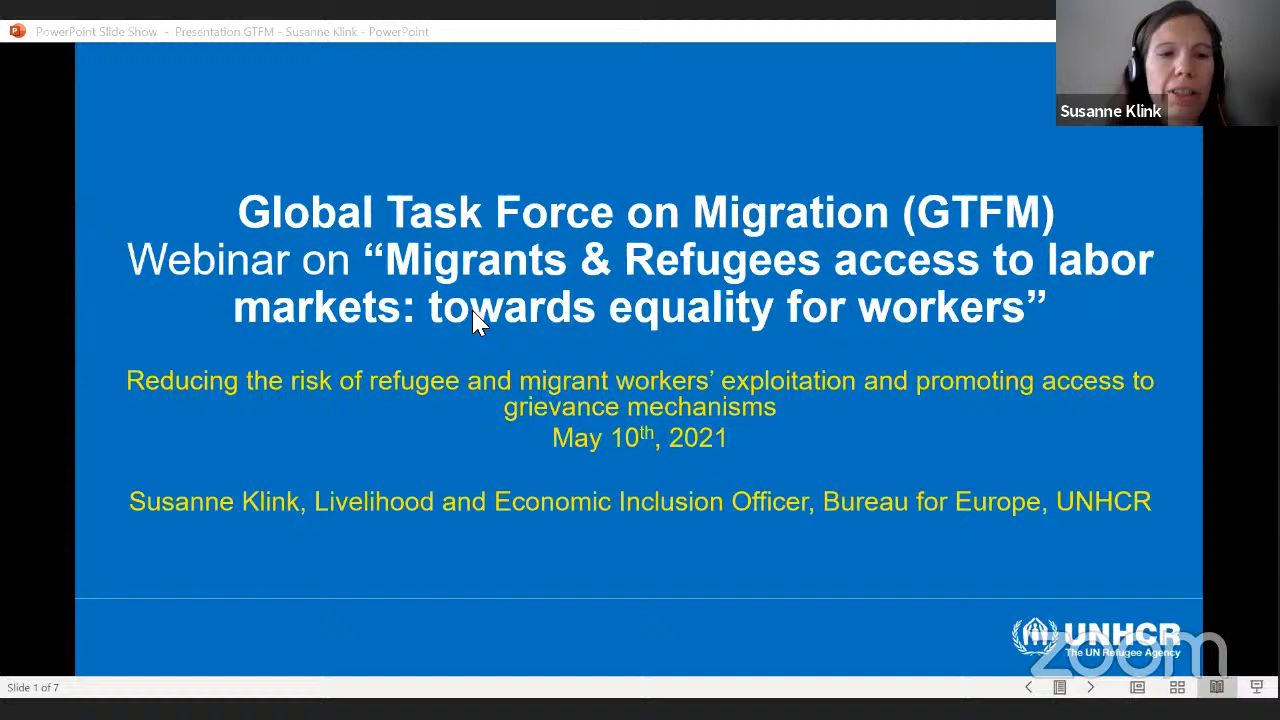 PowerPoint Slide Show - Presentation GTFM - Susanne Klink - PowerPoint
Susanne Klink
Global Task Force on Migration (GTFM)
Webinar on “Migrants & Refugees access to labor
markets: towards equality for workers”
Reducing the risk of refugee and migrant workers’ exploitation and promoting access to
grievance mechanisms
May 10th, 2021
Susanne Klink, Livelihood and Economic Inclusion Officer, Bureau for Europe, UNHCR
UNHCR
The UN Refugee Agency
zoom
Slide 1 of 7